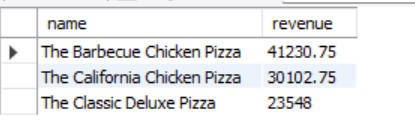 name revenue
The Barbecue Chicken Pizza 41230.75
The California Chicken Pizza 30102.75
The Classic Deluxe Pizza 23548